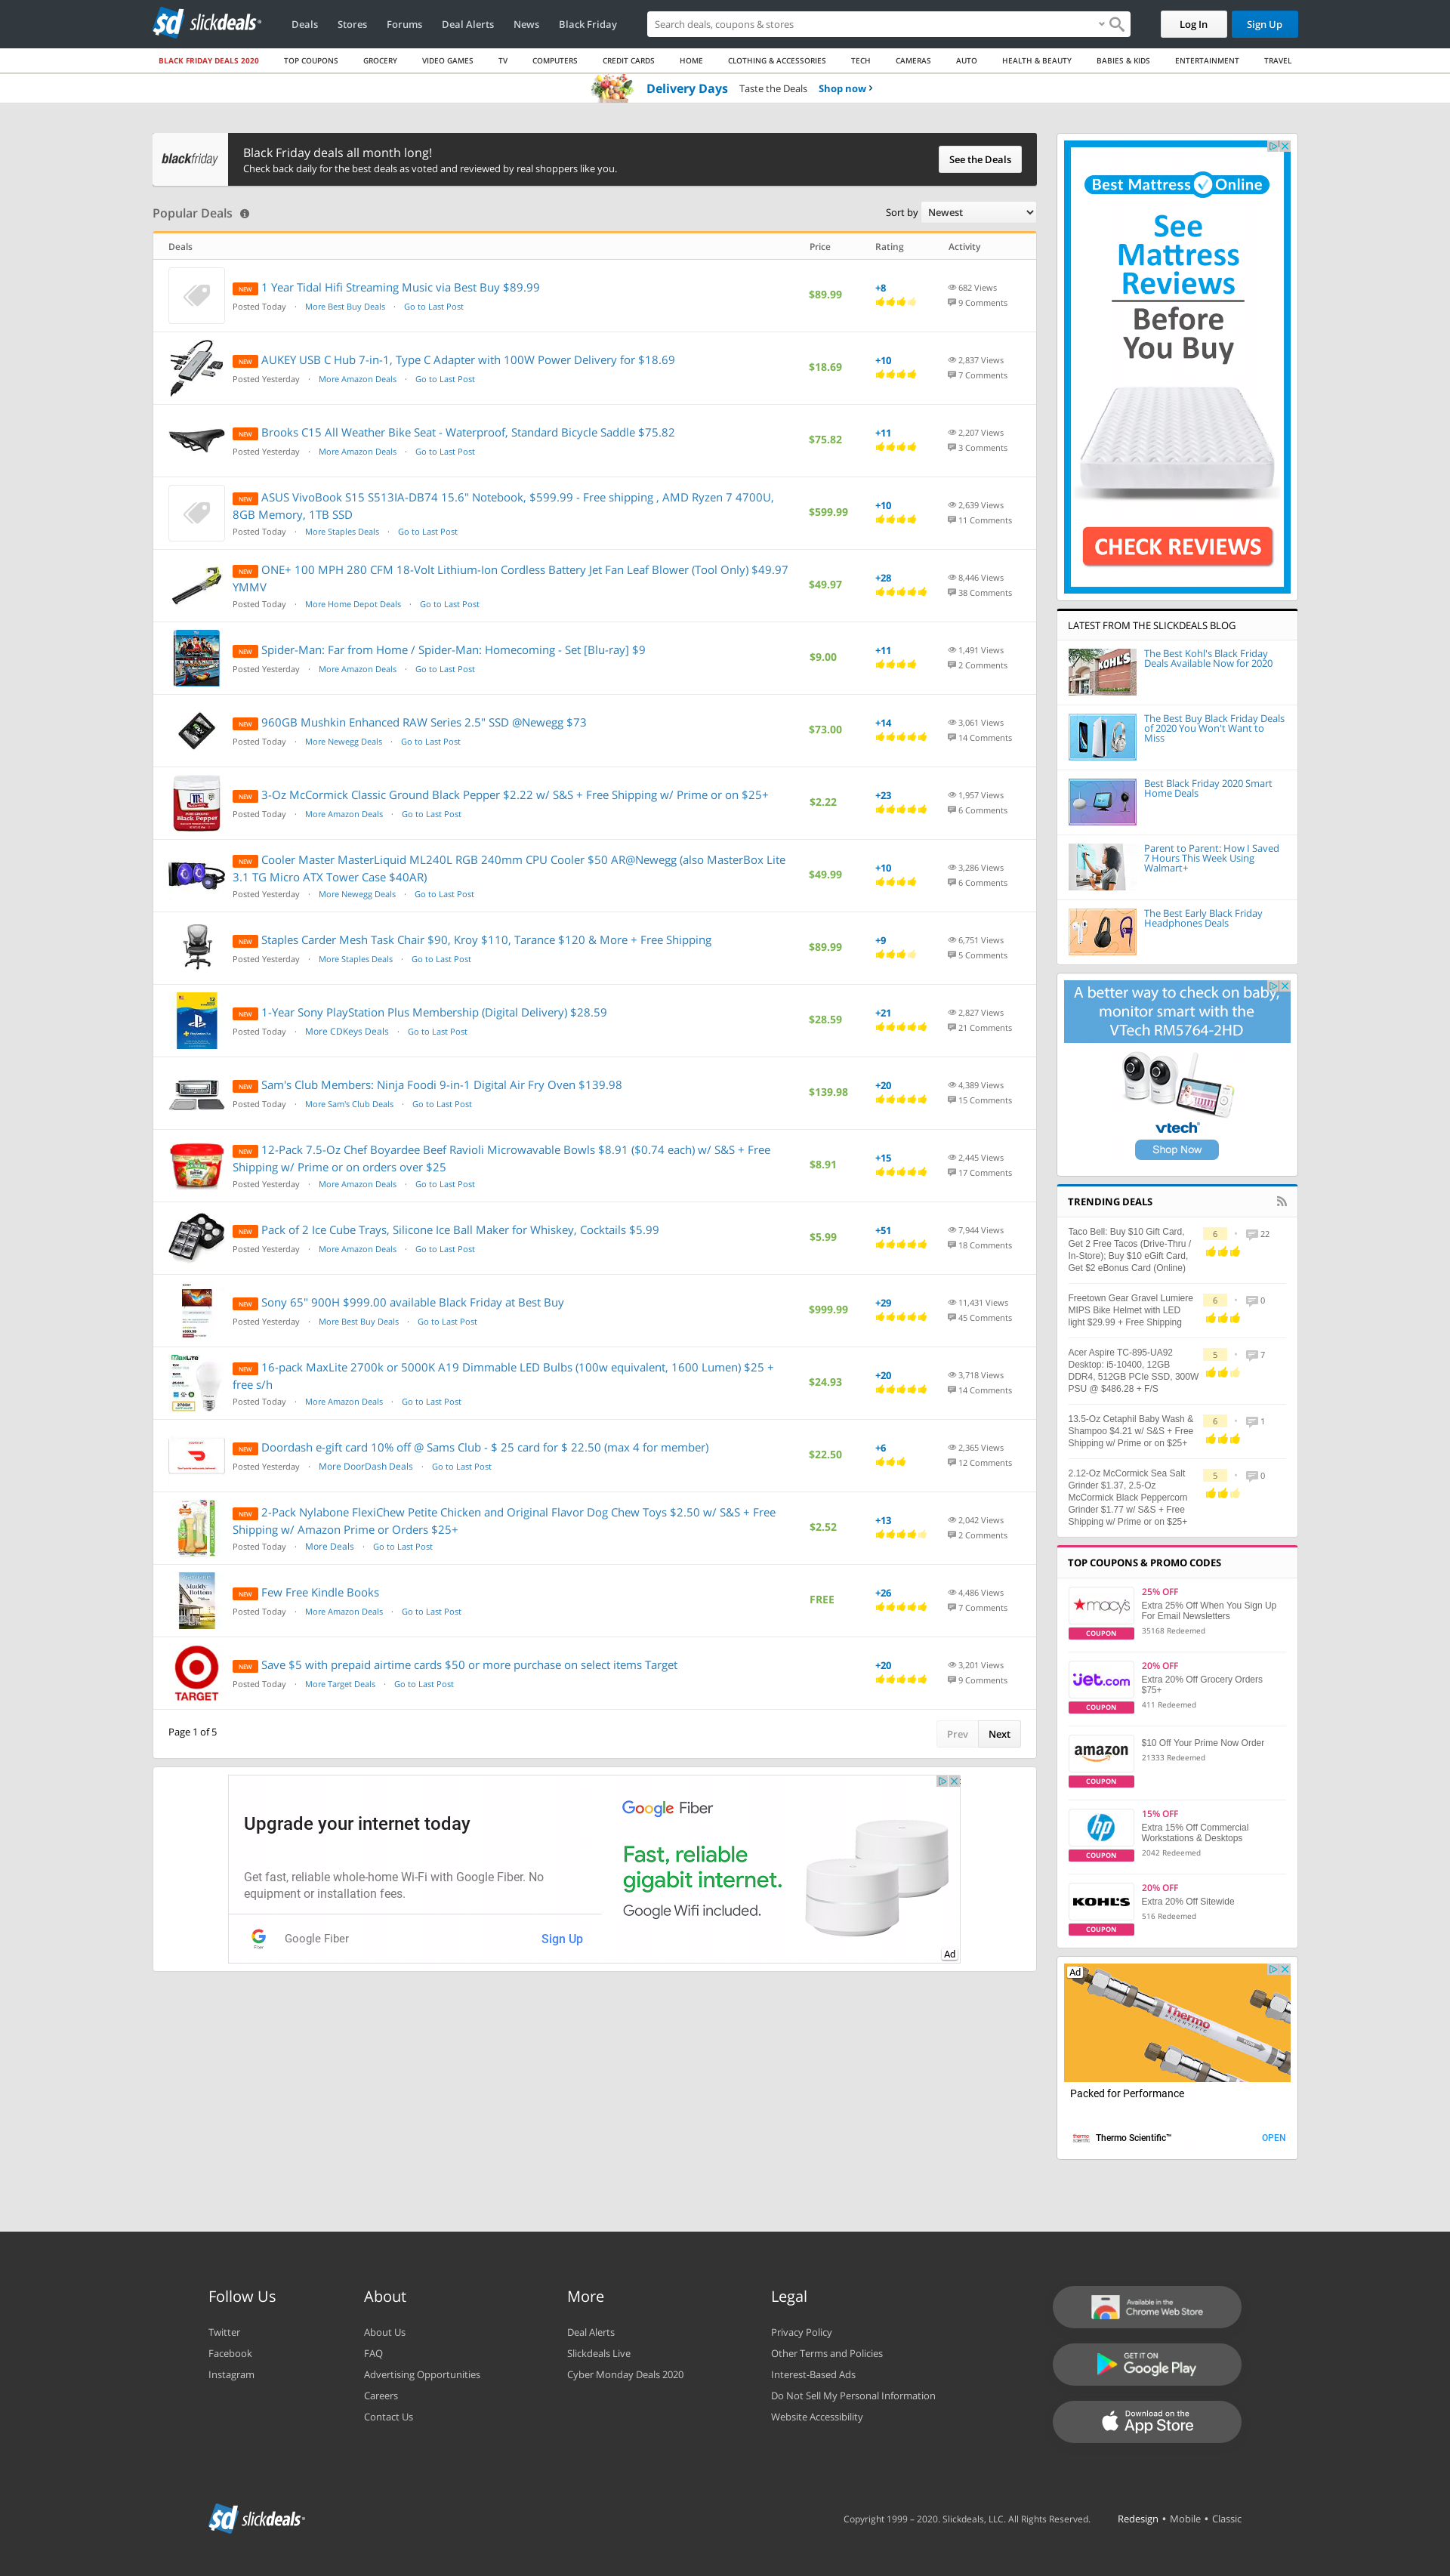 sd slickdeals
Deals Stores Forums Deal Alerts News Black Friday
Search deals, coupons & stores
Log In Sign Up
BLACK FRIDAY DEALS 2020 TOP COUPONS GROCERY VIDEO GAMES TV COMPUTERS CREDIT CARDS HOME CLOTHING & ACCESSORIES TECH CAMERAS AUTO HEALTH & BEAUTY BABIES & KIDS ENTERTAINMENT TRAVEL
Delivery Days Taste the Deals Shop now
blackfriday
Black Friday deals all month long!
Check back daily for the best deals as voted and reviewed by real shoppers like you.
See the Deals
Popular Deals
Sort by Newest
Deals Price Rating Activity
NEW 1 Year Tidal Hifi Streaming Music via Best Buy $89.99
Posted Today · More Best Buy Deals · Go to Last Post
$89.99
+8
682 Views
9 Comments
NEW AUKEY USB C Hub 7-in-1, Type C Adapter with 100W Power Delivery for $18.69
Posted Yesterday · More Amazon Deals · Go to Last Post
$18.69
+10
2,837 Views
7 Comments
NEW Brooks C15 All Weather Bike Seat - Waterproof, Standard Bicycle Saddle $75.82
Posted Yesterday · More Amazon Deals · Go to Last Post
$75.82
+11
2,207 Views
3 Comments
NEW ASUS VivoBook S15 S513IA-DB74 15.6" Notebook, $599.99 - Free shipping , AMD Ryzen 7 4700U,
8GB Memory, 1TB SSD
Posted Today · More Staples Deals · Go to Last Post
$599.99
+10
2,639 Views
11 Comments
NEW ONE+ 100 MPH 280 CFM 18-Volt Lithium-Ion Cordless Battery Jet Fan Leaf Blower (Tool Only) $49.97
YMMV
Posted Today · More Home Depot Deals · Go to Last Post
$49.97
+28
8,446 Views
38 Comments
NEW Spider-Man: Far from Home / Spider-Man: Homecoming - Set [Blu-ray] $9
Posted Yesterday · More Amazon Deals · Go to Last Post
$9.00
+11
1,491 Views
2 Comments
NEW 960GB Mushkin Enhanced RAW Series 2.5" SSD @Newegg $73
Posted Today · More Newegg Deals · Go to Last Post
$73.00
+14
3,061 Views
14 Comments
Black Pepper
NEW 3-Oz McCormick Classic Ground Black Pepper $2.22 w/ S&S + Free Shipping w/ Prime or on $25+
Posted Today · More Amazon Deals · Go to Last Post
$2.22
+23
1,957 Views
6 Comments
NEW Cooler Master MasterLiquid ML240L RGB 240mm CPU Cooler $50 AR@Newegg (also MasterBox Lite
3.1 TG Micro ATX Tower Case $40AR)
Posted Yesterday · More Newegg Deals · Go to Last Post
$49.99
+10
3,286 Views
6 Comments
NEW Staples Carder Mesh Task Chair $90, Kroy $110, Tarance $120 & More + Free Shipping
Posted Yesterday · More Staples Deals · Go to Last Post
$89.99
+9
6,751 Views
5 Comments
12
NEW 1-Year Sony PlayStation Plus Membership (Digital Delivery) $28.59
Posted Today · More CDKeys Deals · Go to Last Post
$28.59
+21
2,827 Views
21 Comments
NEW Sam's Club Members: Ninja Foodi 9-in-1 Digital Air Fry Oven $139.98
Posted Today · More Sam's Club Deals · Go to Last Post
$139.98
+20
4,389 Views
15 Comments
NEW 12-Pack 7.5-Oz Chef Boyardee Beef Ravioli Microwavable Bowls $8.91 ($0.74 each) w/ S&S + Free
Shipping w/ Prime or on orders over $25
Posted Yesterday · More Amazon Deals · Go to Last Post
$8.91
+15
2,445 Views
17 Comments
NEW Pack of 2 Ice Cube Trays, Silicone Ice Ball Maker for Whiskey, Cocktails $5.99
Posted Yesterday · More Amazon Deals · Go to Last Post
$5.99
+51
7,944 Views
18 Comments
NEW Sony 65" 900H $999.00 available Black Friday at Best Buy
Posted Yesterday · More Best Buy Deals · Go to Last Post
$999.99
+29
11,431 Views
45 Comments
MaxLite
2700K
NEW 16-pack MaxLite 2700k or 5000K A19 Dimmable LED Bulbs (100w equivalent, 1600 Lumen) $25 +
free s/h
Posted Today · More Amazon Deals · Go to Last Post
$24.93
+20
3,718 Views
14 Comments
NEW Doordash e-gift card 10% off @ Sams Club - $ 25 card for $ 22.50 (max 4 for member)
Posted Yesterday · More DoorDash Deals · Go to Last Post
$22.50
+6
2,365 Views
12 Comments
NEW 2-Pack Nylabone FlexiChew Petite Chicken and Original Flavor Dog Chew Toys $2.50 w/ S&S + Free
Shipping w/ Amazon Prime or Orders $25+
Posted Today · More Deals · Go to Last Post
$2.52
+13
2,042 Views
2 Comments
Muddy Bottom
NEW Few Free Kindle Books
Posted Today · More Amazon Deals · Go to Last Post
FREE
+26
4,486 Views
7 Comments
TARGET
NEW Save $5 with prepaid airtime cards $50 or more purchase on select items Target
Posted Today · More Target Deals · Go to Last Post
+20
3,201 Views
9 Comments
Page 1 of 5
Prev Next
Upgrade your internet today
Get fast, reliable whole-home Wi-Fi with Google Fiber. No
equipment or installation fees.
Google Fiber
Sign Up
Google Fiber
Fast, reliable
gigabit internet.
Google Wifi included.
Ad
Best Mattress Online
See
Mattress
Reviews
Before
You Buy
CHECK REVIEWS
LATEST FROM THE SLICKDEALS BLOG
KOHL'S
The Best Kohl's Black Friday
Deals Available Now for 2020
The Best Buy Black Friday Deals
of 2020 You Won't Want to
Miss
Best Black Friday 2020 Smart
Home Deals
Parent to Parent: How I Saved
7 Hours This Week Using
Walmart+
The Best Early Black Friday
Headphones Deals
A better way to check on baby,
monitor smart with the
VTech RM5764-2HD
vtech
Shop Now
TRENDING DEALS
Taco Bell: Buy $10 Gift Card,
Get 2 Free Tacos (Drive-Thru /
In-Store); Buy $10 eGift Card,
Get $2 eBonus Card (Online)
6 • 22
Freetown Gear Gravel Lumiere
MIPS Bike Helmet with LED
light $29.99 + Free Shipping
6 • 0
Acer Aspire TC-895-UA92
Desktop: i5-10400, 12GB
DDR4, 512GB PCIe SSD, 300W
PSU @ $486.28 + F/S
5 • 7
13.5-Oz Cetaphil Baby Wash &
Shampoo $4.21 w/ S&S + Free
Shipping w/ Prime or on $25+
6 • 1
2.12-Oz McCormick Sea Salt
Grinder $1.37, 2.5-Oz
McCormick Black Peppercorn
Grinder $1.77 w/ S&S + Free
Shipping w/ Prime or on $25+
5 • 0
TOP COUPONS & PROMO CODES
macy's
COUPON
25% OFF
Extra 25% Off When You Sign Up
For Email Newsletters
35168 Redeemed
jet.com
COUPON
20% OFF
Extra 20% Off Grocery Orders
$75+
411 Redeemed
amazon
COUPON
$10 Off Your Prime Now Order
21333 Redeemed
hp
COUPON
15% OFF
Extra 15% Off Commercial
Workstations & Desktops
2042 Redeemed
KOHL'S
COUPON
20% OFF
Extra 20% Off Sitewide
516 Redeemed
Ad
Thermo
SCIENTIFIC
Packed for Performance
Thermo Scientific™
OPEN
Follow Us
Twitter
Facebook
Instagram
About
About Us
FAQ
Advertising Opportunities
Careers
Contact Us
More
Deal Alerts
Slickdeals Live
Cyber Monday Deals 2020
Legal
Privacy Policy
Other Terms and Policies
Interest-Based Ads
Do Not Sell My Personal Information
Website Accessibility
Available in the
Chrome Web Store
GET IT ON
Google Play
Download on the
App Store
sd slickdeals
Copyright 1999 – 2020. Slickdeals, LLC. All Rights Reserved.
Redesign • Mobile • Classic